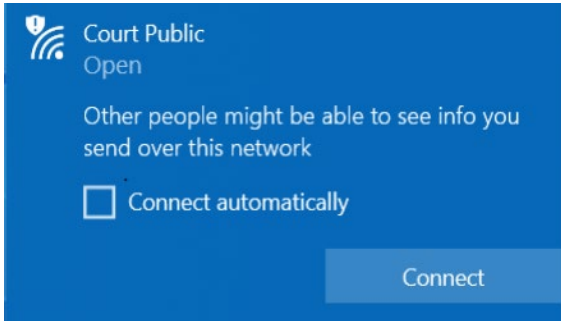 Court Public
Open
Other people might be able to see info you
send over this network
Connect automatically
Connect